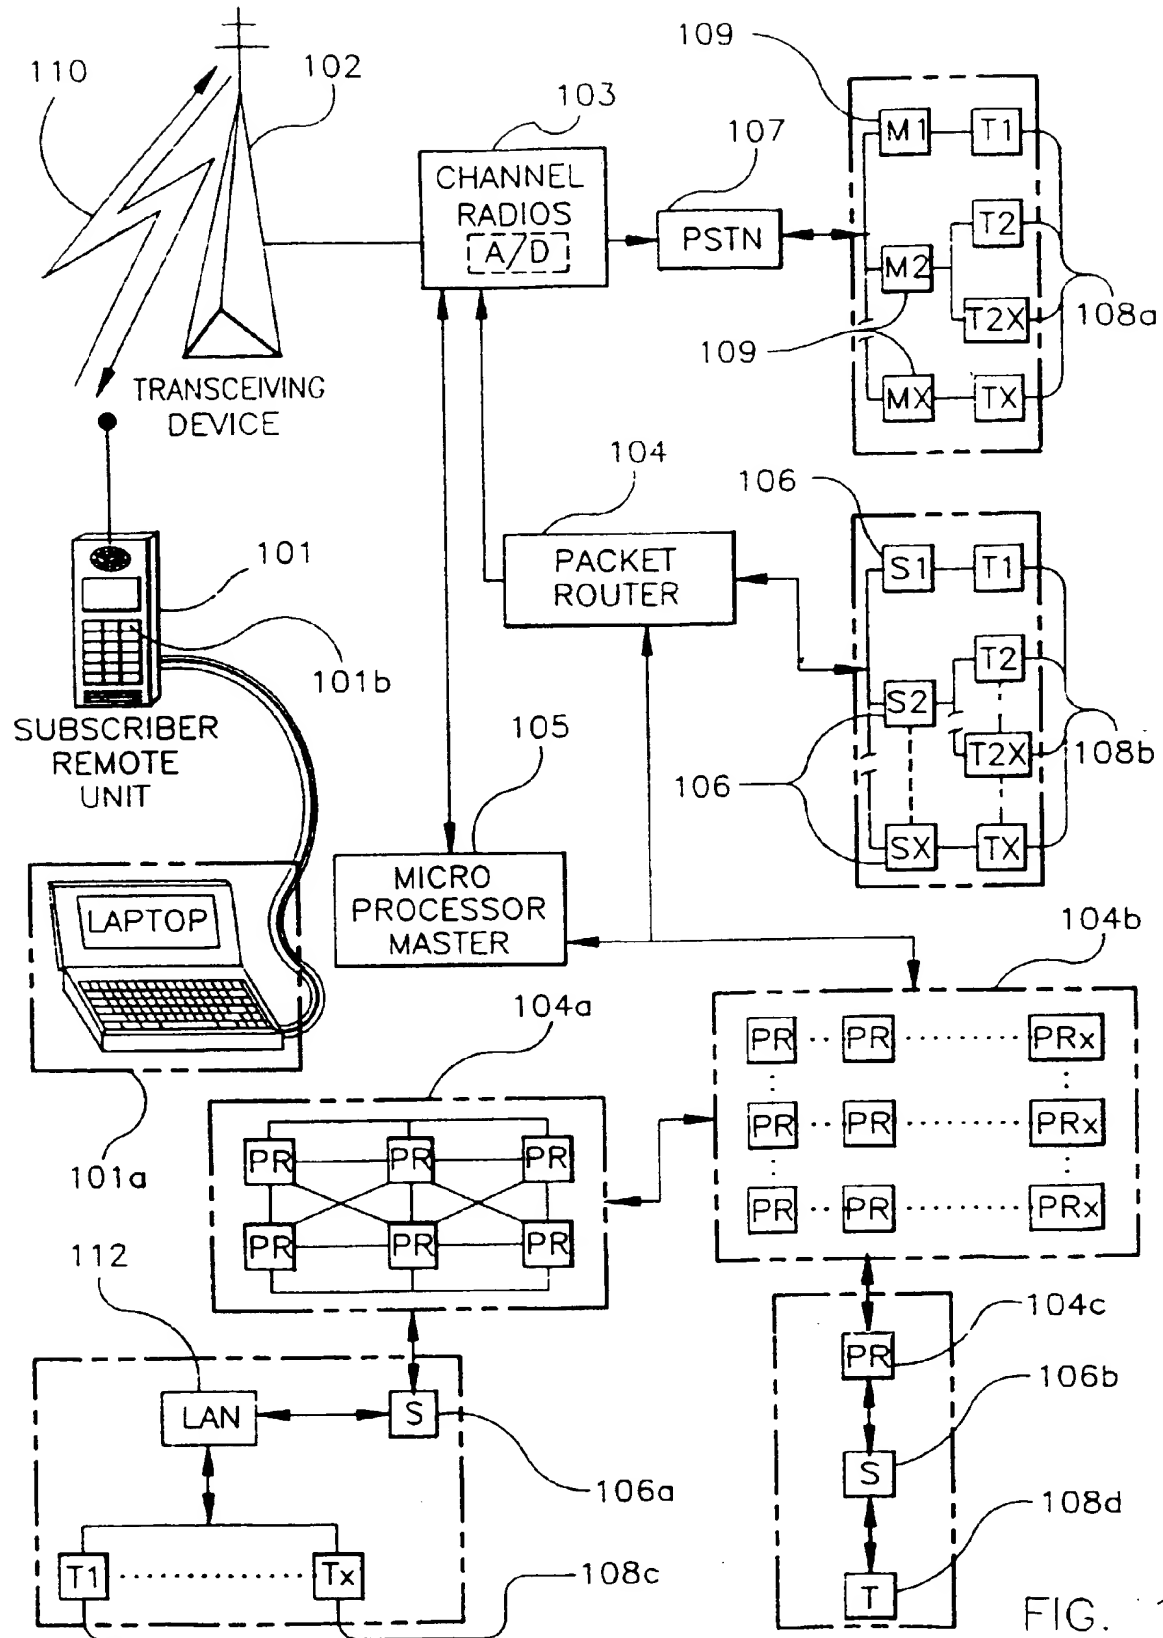 109
110
102
103
107
M1
T1
CHANNEL
RADIOS
A/D
PSTN
T2
M2
T2X
108a
109
MX
TX
TRANSCEIVING
DEVICE
104
106
PACKET
ROUTER
S1
T1
101
101b
T2
S2
T2X
108b
SUBSCRIBER
REMOTE
UNIT
105
106
SX
TX
MICRO
PROCESSOR
MASTER
LAPTOP
104b
104a
PR
PR
PRx
PR
PR
PRx
PR
PR
PRx
101a
PR
PR
PR
PR
PR
PR
112
104c
PR
LAN
S
106b
S
106a
108d
T1
Tx
108c
T
FIG.